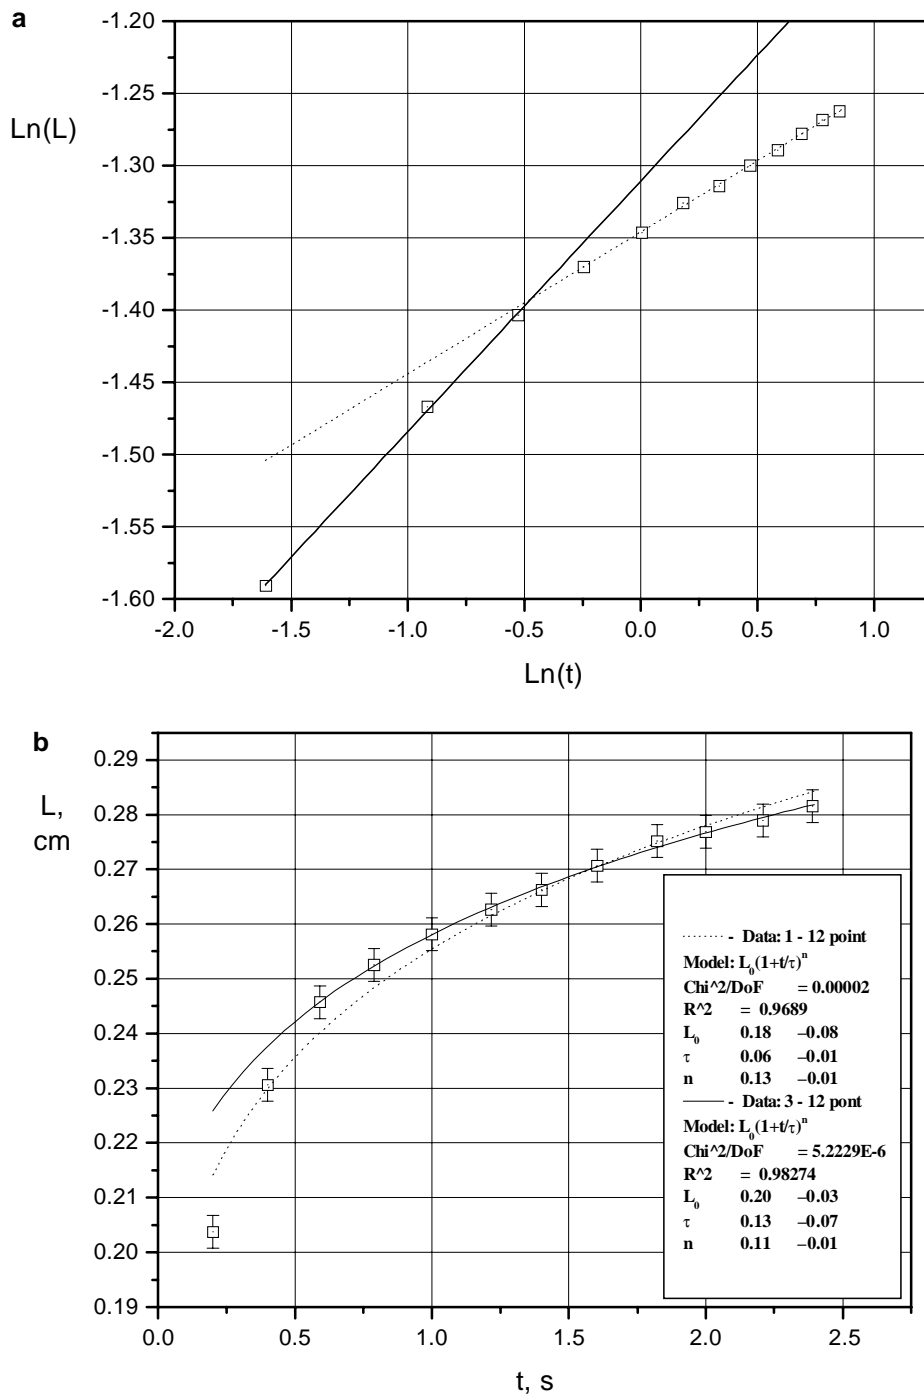 a
-1.20
-1.25
Ln(L)
-1.30
-1.35
-1.40
-1.45
-1.50
-1.55
-1.60
-2.0 -1.5 -1.0 -0.5 0.0 0.5 1.0
Ln(t)
b
0.29
L,
cm
0.28
0.27
0.26
0.25
0.24
0.23
0.22
0.21
0.20
0.19
- Data: 1 - 12 point
Model: L0(1+t/τ)^n
Chi^2/DoF = 0.00002
R^2 = 0.9689
L0 0.18 –0.08
τ 0.06 –0.01
n 0.13 –0.01
- Data: 3 - 12 pont
Model: L0(1+t/τ)^n
Chi^2/DoF = 5.2229E-6
R^2 = 0.98274
L0 0.20 –0.03
τ 0.13 –0.07
n 0.11 –0.01
0.0 0.5 1.0 1.5 2.0 2.5
t, s